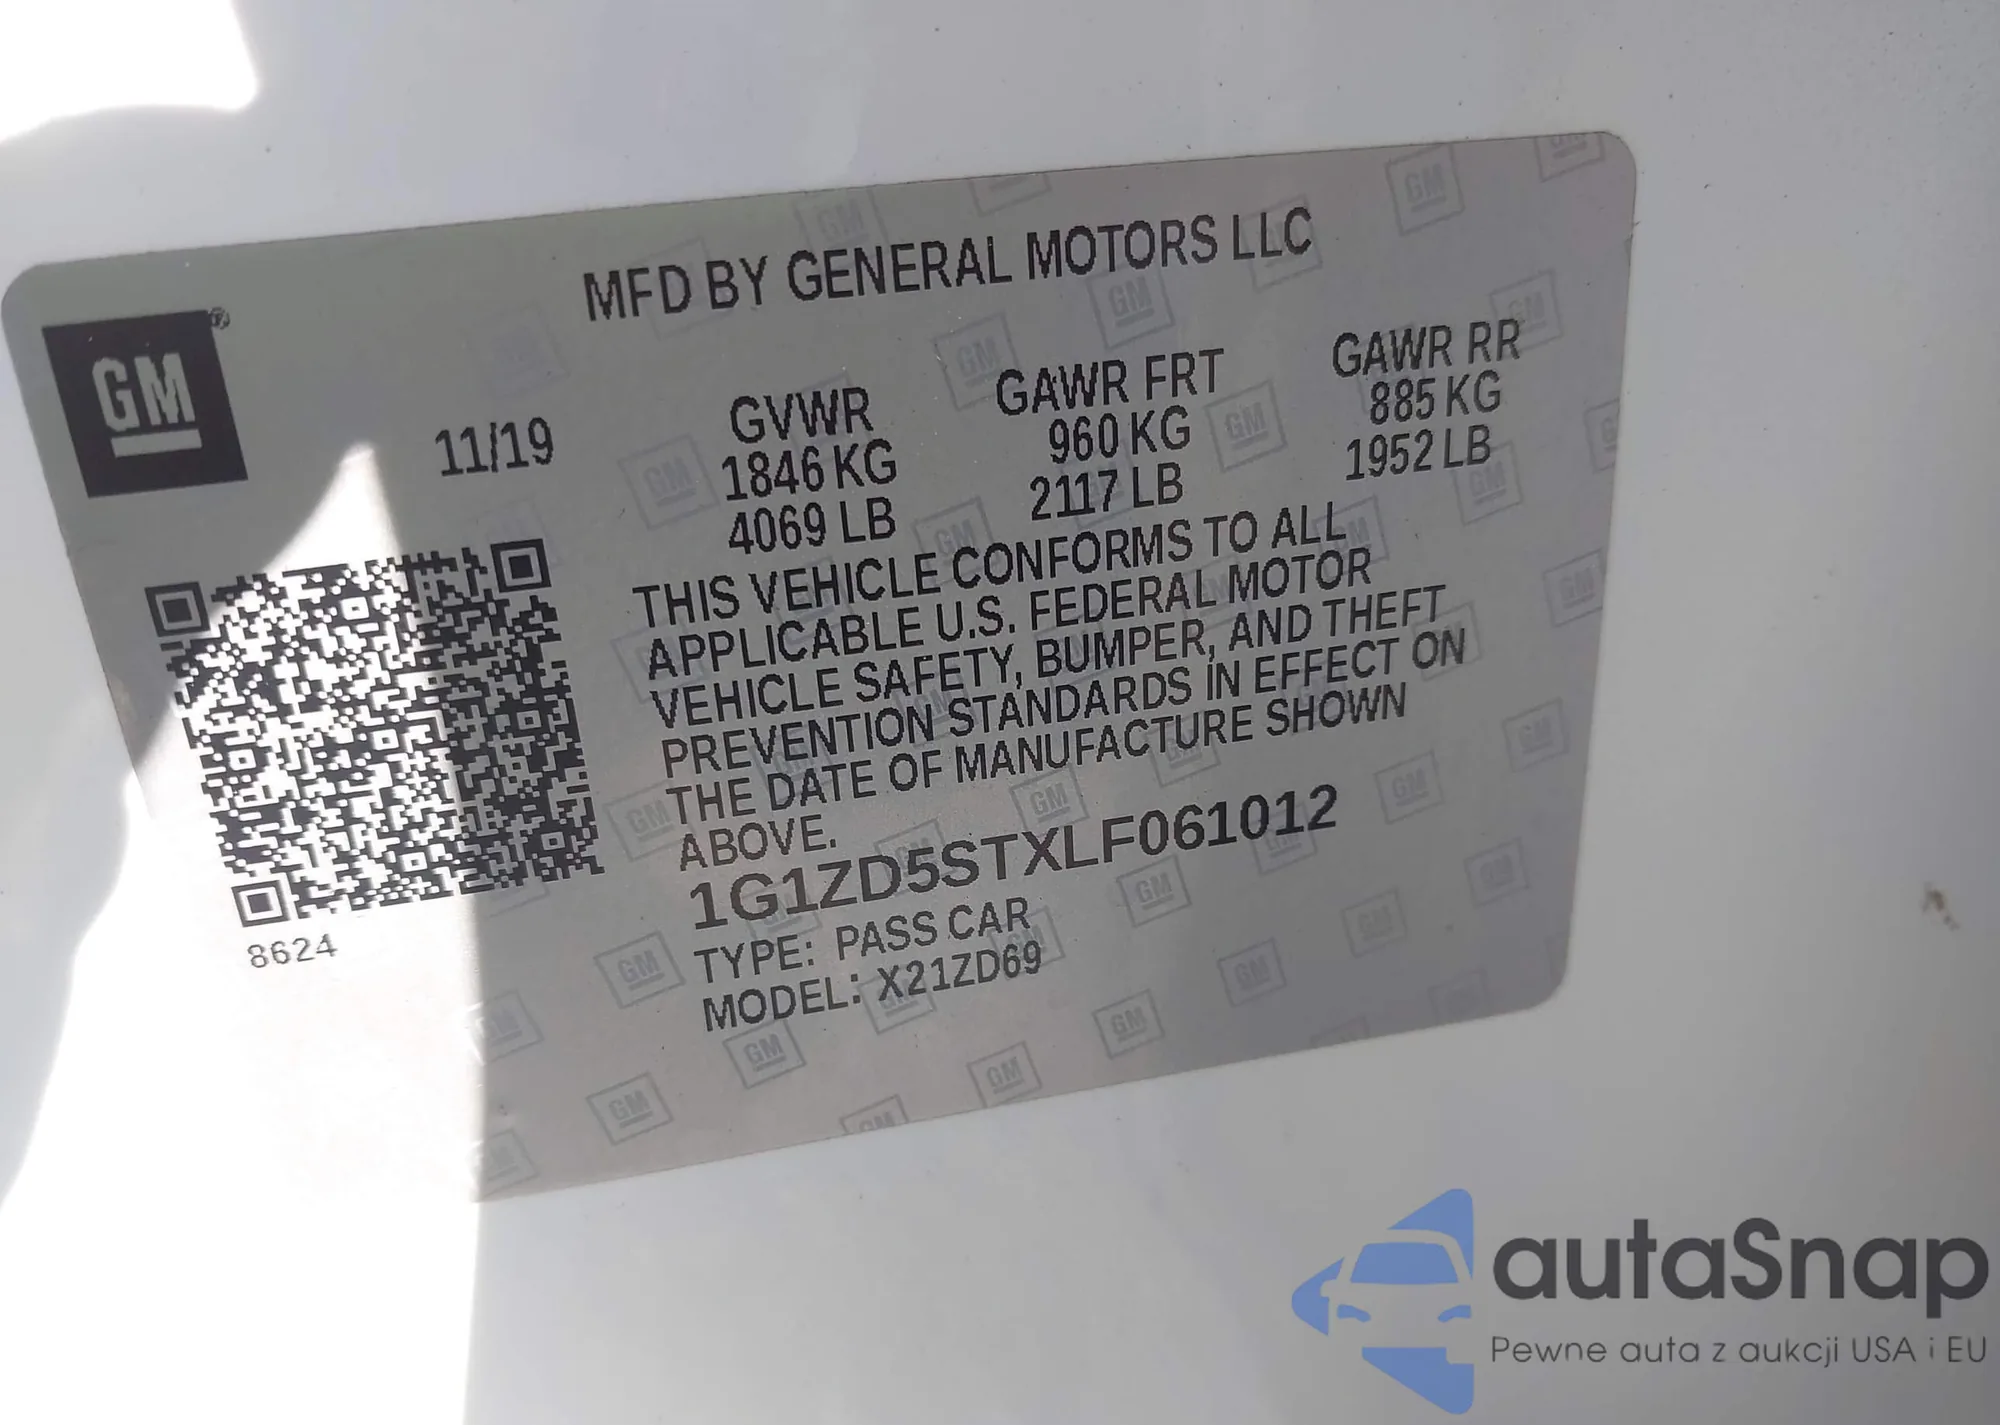 MFD BY GENERAL MOTORS LLC
GM
11/19
GVWR
1846 KG
4069 LB
GAWR FRT
960 KG
2117 LB
GAWR RR
885 KG
1952 LB
THIS VEHICLE CONFORMS TO ALL
APPLICABLE U.S. FEDERAL MOTOR
VEHICLE SAFETY, BUMPER, AND THEFT
PREVENTION STANDARDS IN EFFECT ON
THE DATE OF MANUFACTURE SHOWN
ABOVE.
1G1ZD5STXLF061012
TYPE: PASS CAR
MODEL: X21ZD69
8624
autaSnap
Pewne auta z aukcji USA i EU